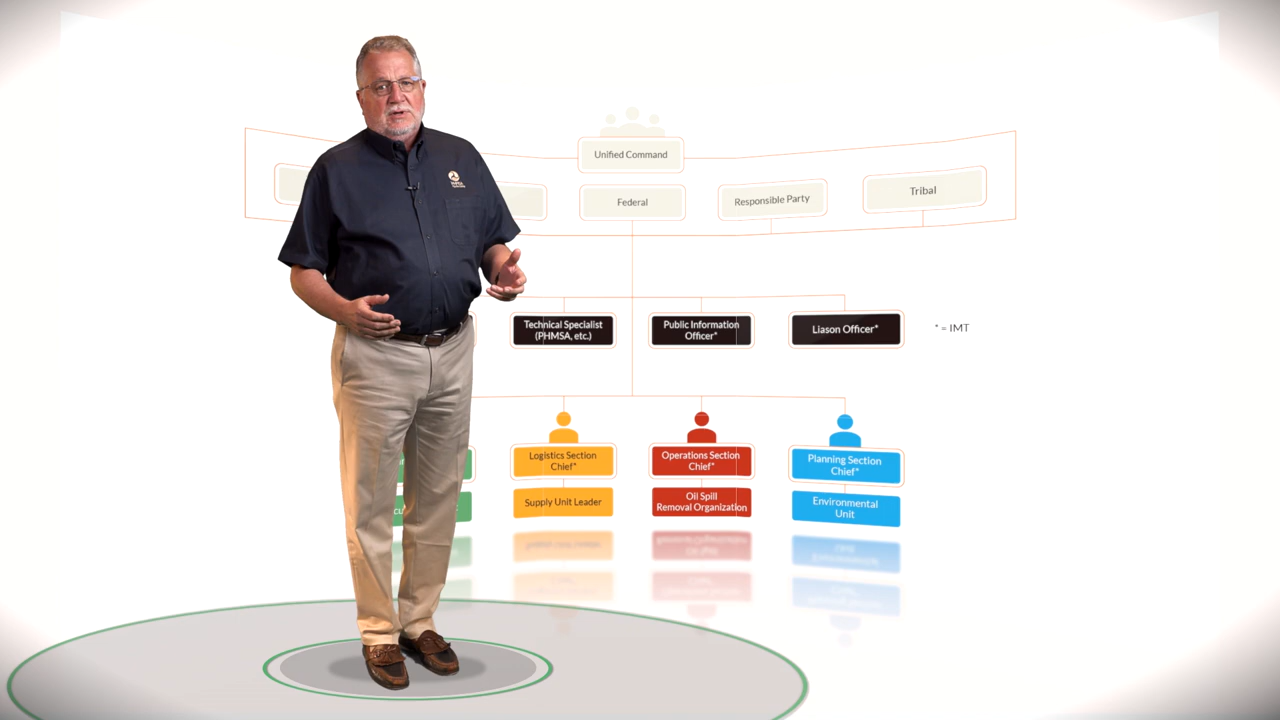 Unified Command
Federal
Responsible Party
Tribal
Technical Specialist
(PHMSA, etc.)
Public Information
Officer*
Liason Officer*
* = IMT
Logistics Section
Chief*
Operations Section
Chief*
Planning Section
Chief*
Supply Unit Leader
Oil Spill
Removal Organization
Environmental
Unit